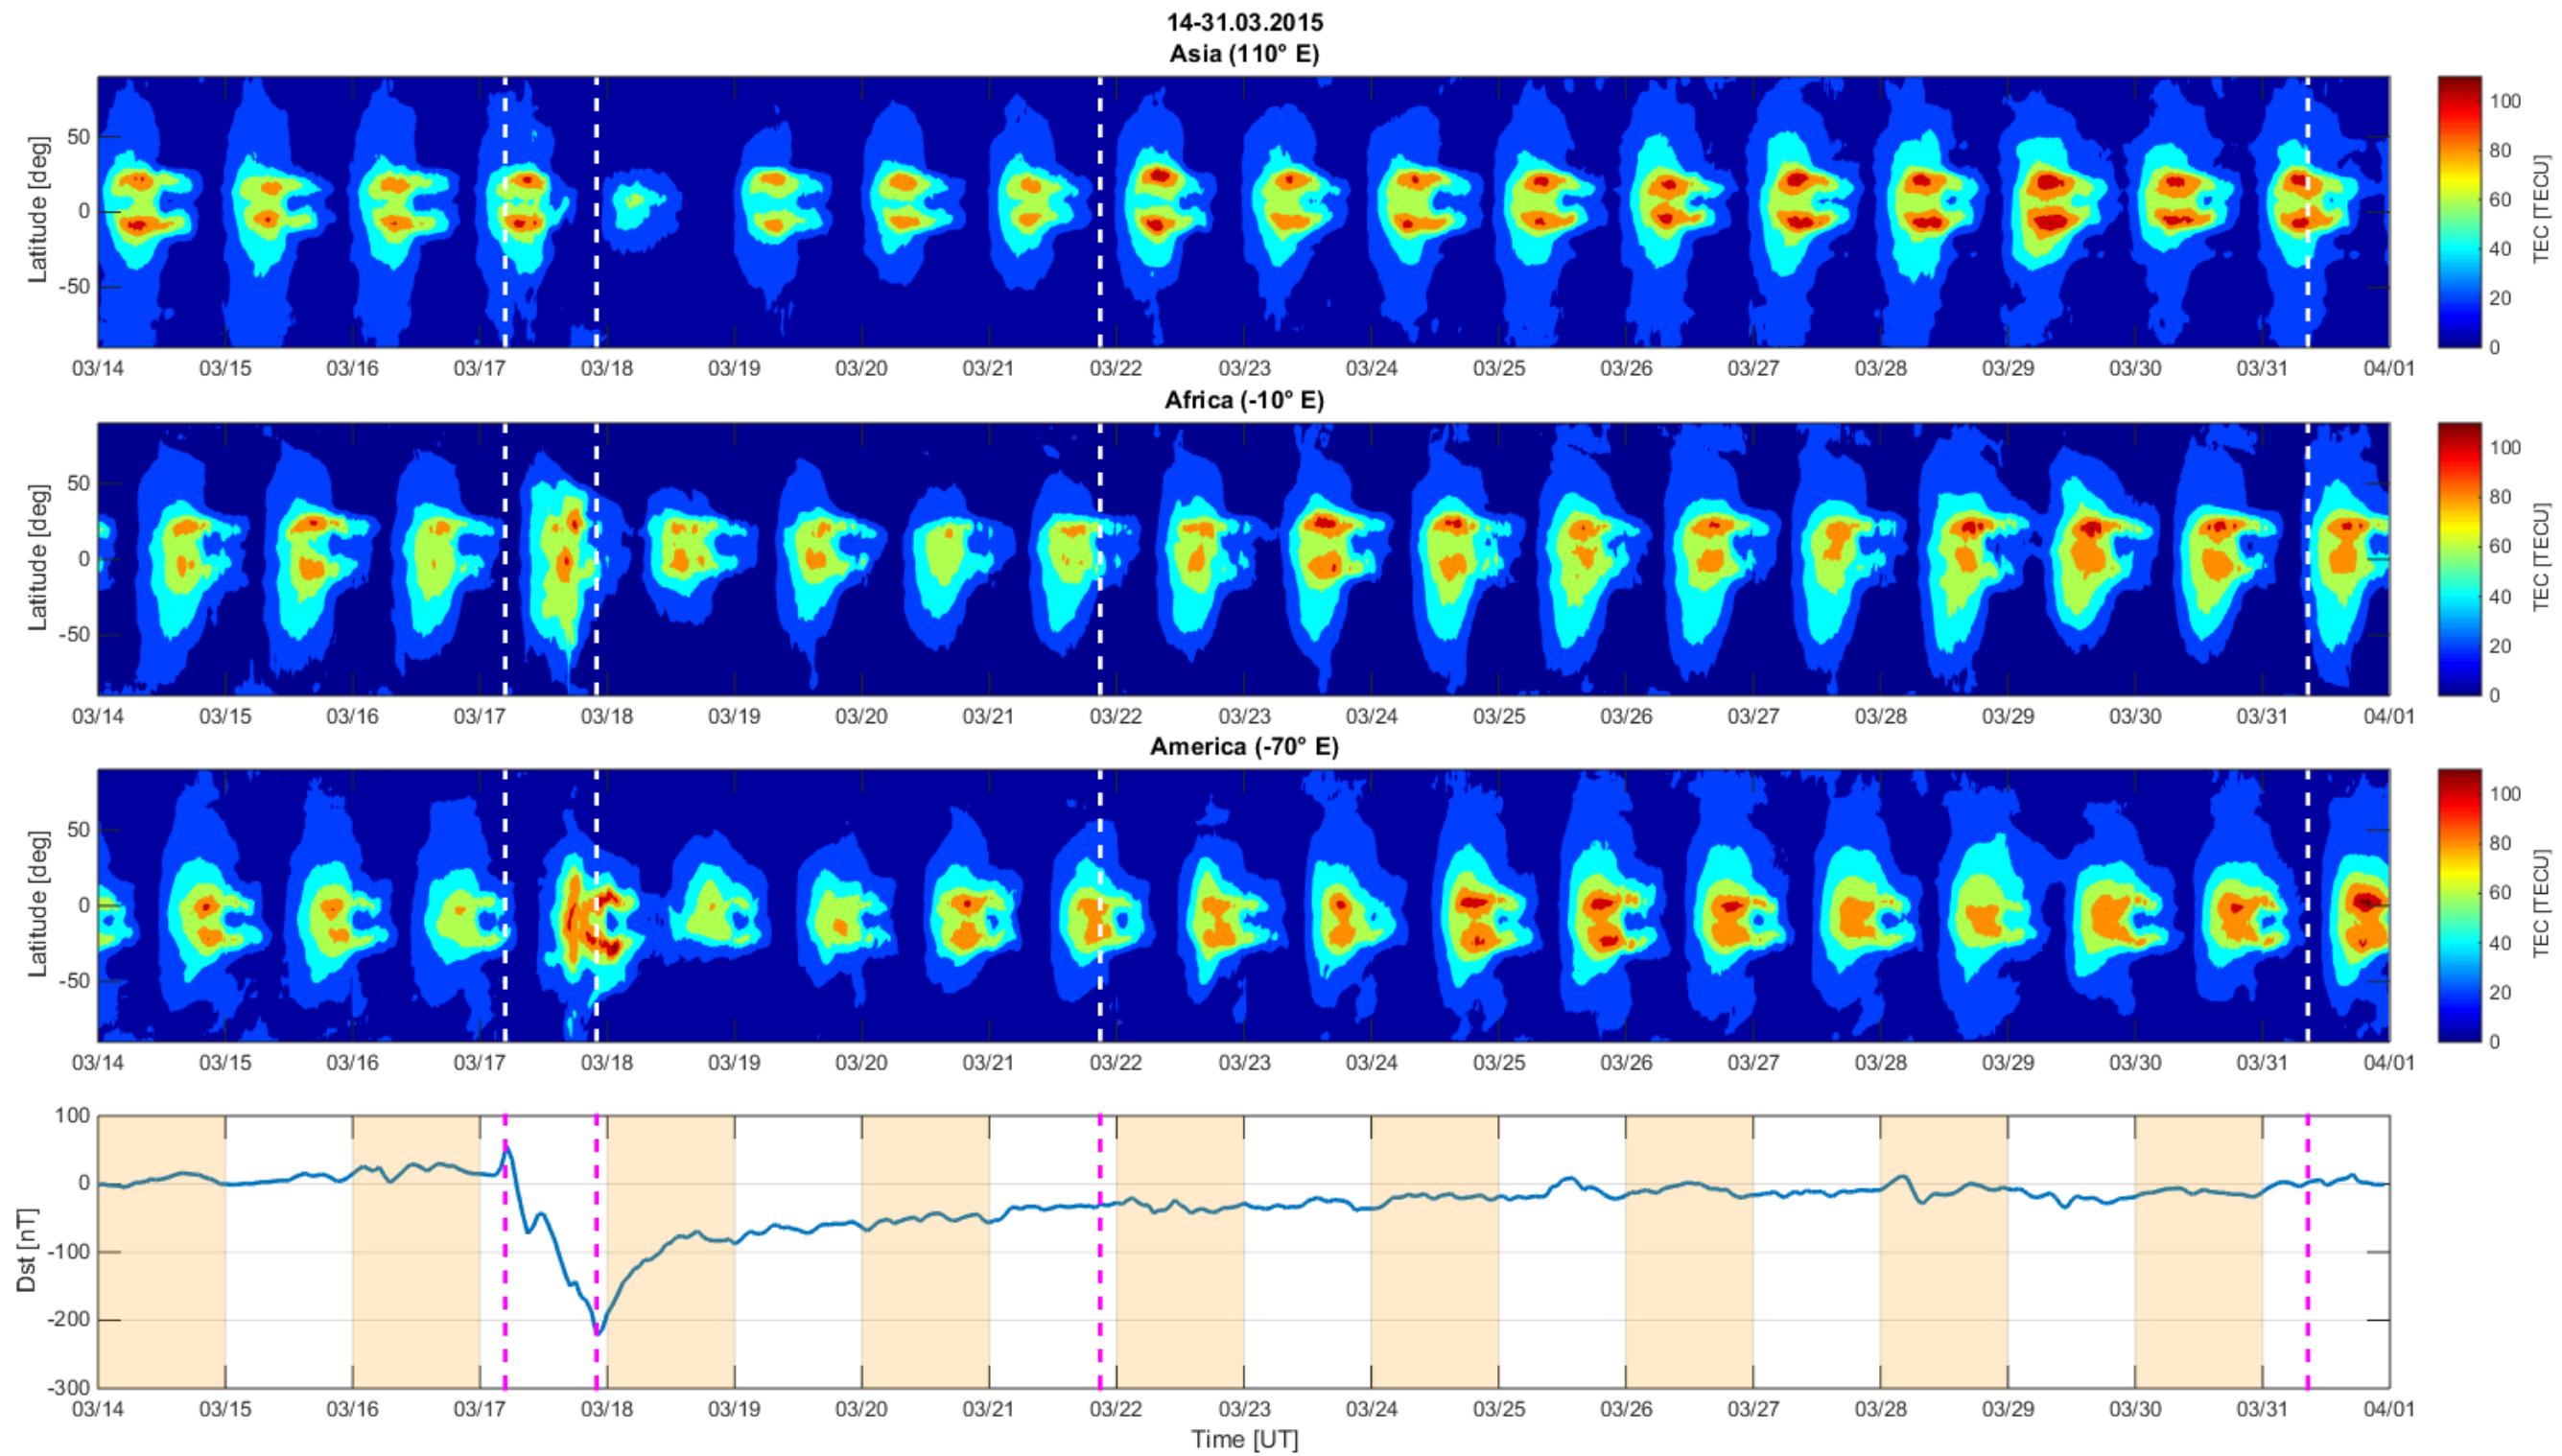 14-31.03.2015
Asia (110° E)
Latitude [deg]
50
0
-50
03/14 03/15 03/16 03/17 03/18 03/19 03/20 03/21 03/22 03/23 03/24 03/25 03/26 03/27 03/28 03/29 03/30 03/31 04/01
100
80
60
40
20
0
TEC [TECU]
Africa (-10° E)
Latitude [deg]
50
0
-50
03/14 03/15 03/16 03/17 03/18 03/19 03/20 03/21 03/22 03/23 03/24 03/25 03/26 03/27 03/28 03/29 03/30 03/31 04/01
100
80
60
40
20
0
TEC [TECU]
America (-70° E)
Latitude [deg]
50
0
-50
03/14 03/15 03/16 03/17 03/18 03/19 03/20 03/21 03/22 03/23 03/24 03/25 03/26 03/27 03/28 03/29 03/30 03/31 04/01
100
80
60
40
20
0
TEC [TECU]
Dst [nT]
100
0
-100
-200
-300
03/14 03/15 03/16 03/17 03/18 03/19 03/20 03/21 03/22 03/23 03/24 03/25 03/26 03/27 03/28 03/29 03/30 03/31 04/01
Time [UT]